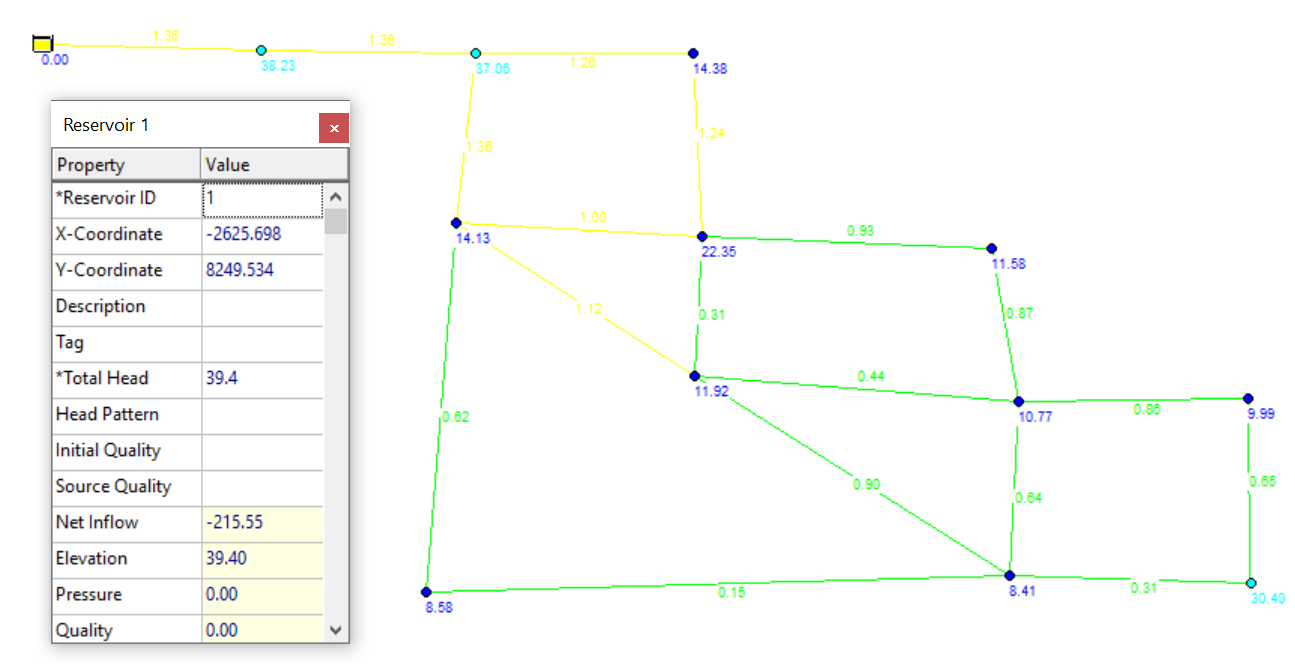 1.36
1.36
0.00
38.23
37.06
1.26
14.38
Reservoir 1
x
1.24
1.36
Property Value
*Reservoir ID 1
X-Coordinate -2625.698
Y-Coordinate 8249.534
Description
Tag
*Total Head 39.4
Head Pattern
Initial Quality
Source Quality
Net Inflow -215.55
Elevation 39.40
Pressure 0.00
Quality 0.00
1.00
0.93
14.13
22.35
11.58
1.12
0.31
0.87
0.44
11.92
10.77
0.86
9.99
0.62
0.90
0.64
0.65
0.15
8.41
0.31
8.58
30.40